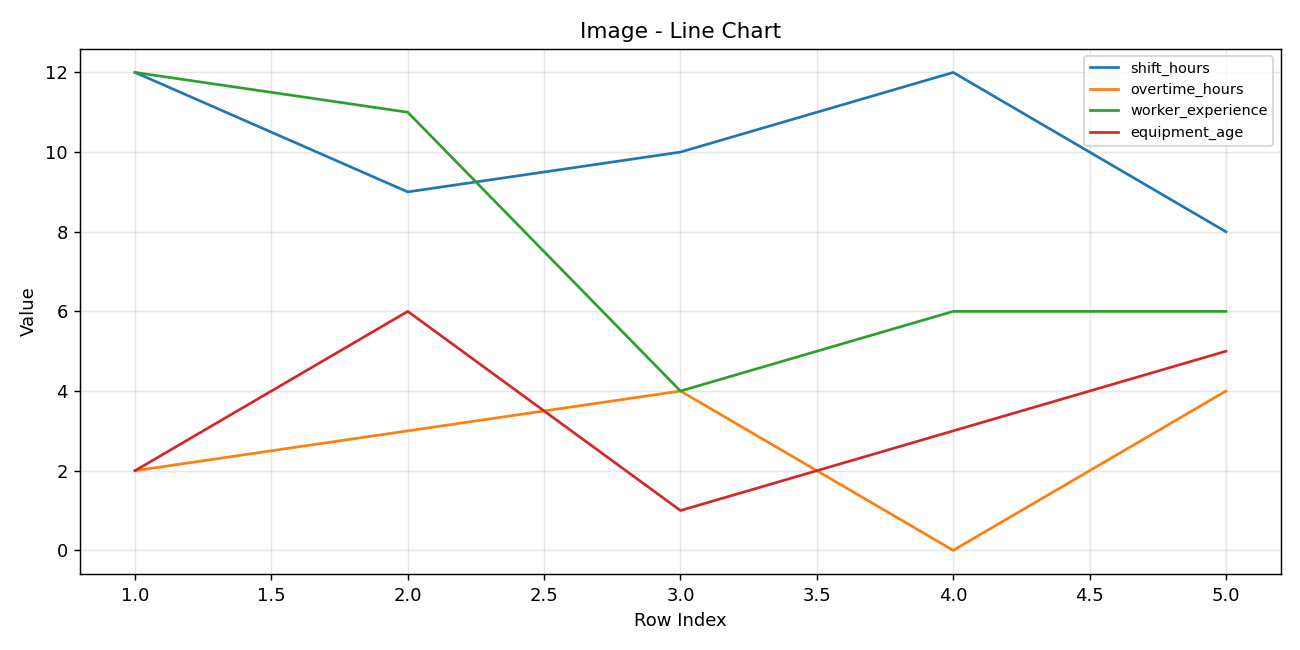 Image - Line Chart
shift_hours
overtime_hours
worker_experience
equipment_age
12
10
8
6
4
2
0
Value
1.0 1.5 2.0 2.5 3.0 3.5 4.0 4.5 5.0
Row Index